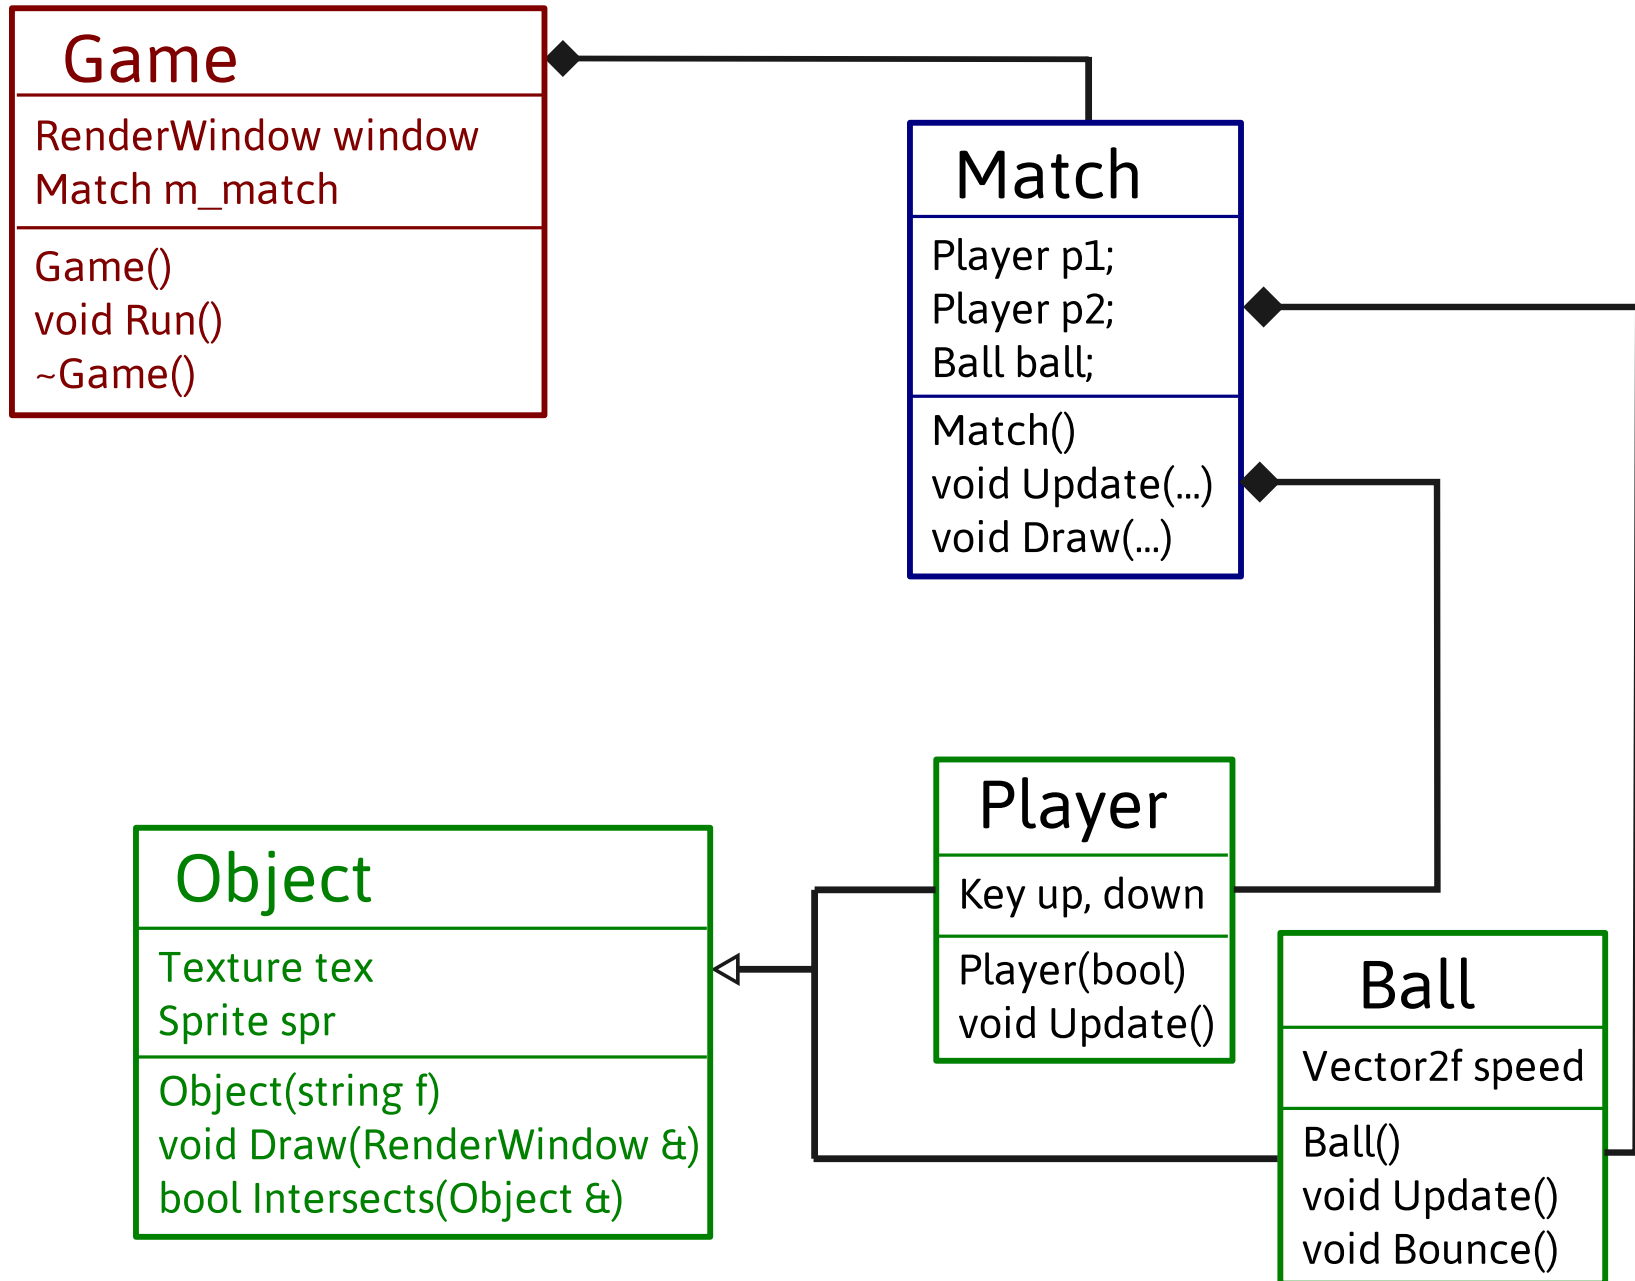 Game
RenderWindow window
Match m_match
Game()
void Run()
~Game()
Match
Player p1;
Player p2;
Ball ball;
Match()
void Update(...)
void Draw(...)
Object
Texture tex
Sprite spr
Object(string f)
void Draw(RenderWindow &)
bool Intersects(Object &)
Player
Key up, down
Player(bool)
void Update()
Ball
Vector2f speed
Ball()
void Update()
void Bounce()